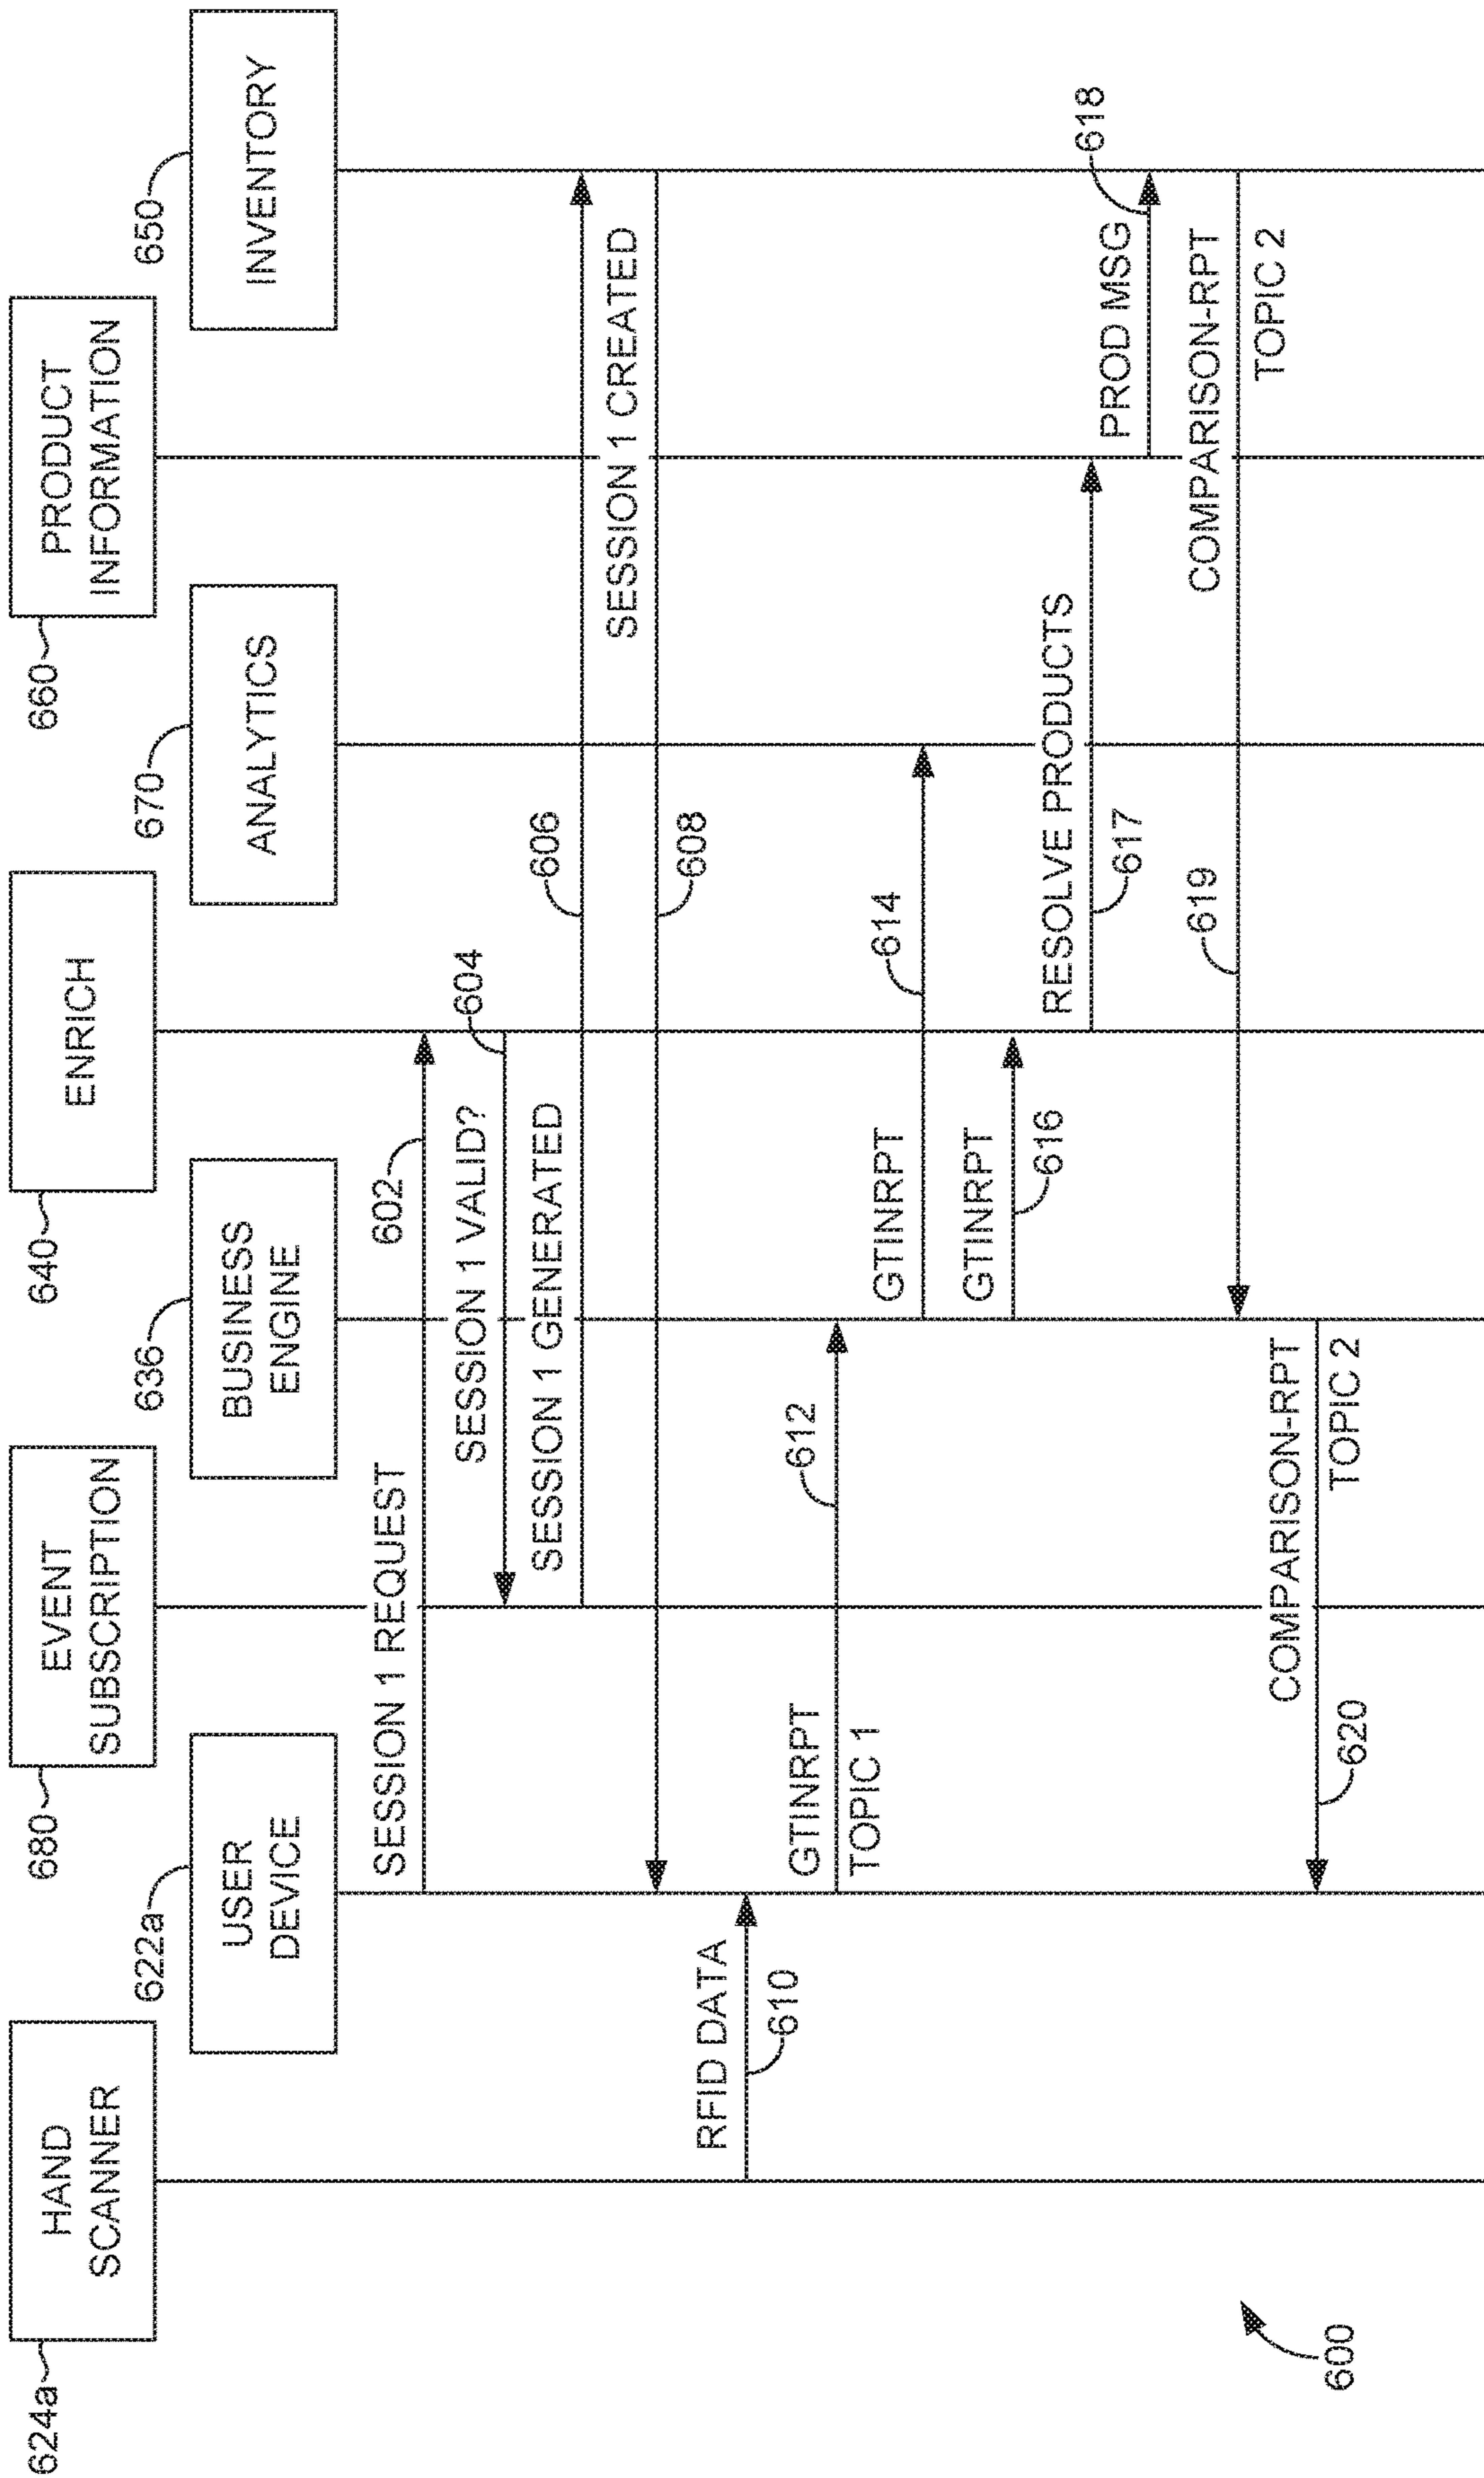 624a
HAND
SCANNER
680
EVENT
SUBSCRIPTION
640
ENRICH
660
PRODUCT
INFORMATION
622a
USER
DEVICE
636
BUSINESS
ENGINE
670
ANALYTICS
650
INVENTORY
SESSION 1 REQUEST
602
SESSION 1 VALID?
604
SESSION 1 GENERATED
606
SESSION 1 CREATED
608
RFID DATA
610
GTINRPT
TOPIC 1
612
GTINRPT
614
GTINRPT
616
RESOLVE PRODUCTS
617
PROD MSG
618
COMPARISON-RPT
TOPIC 2
619
COMPARISON-RPT
TOPIC 2
620
600